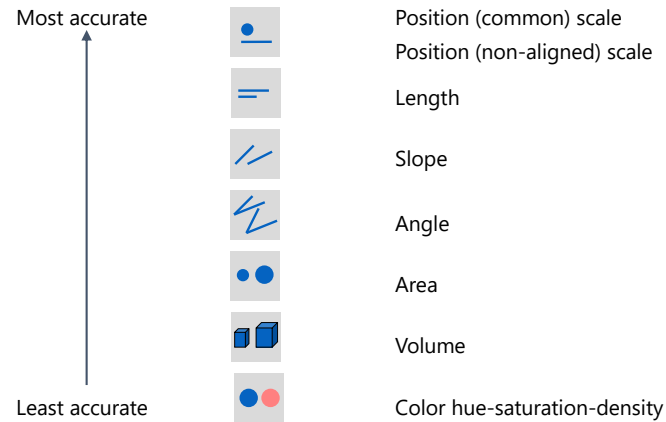 Most accurate
Position (common) scale
Position (non-aligned) scale
Length
Slope
Angle
Area
Volume
Least accurate
Color hue-saturation-density